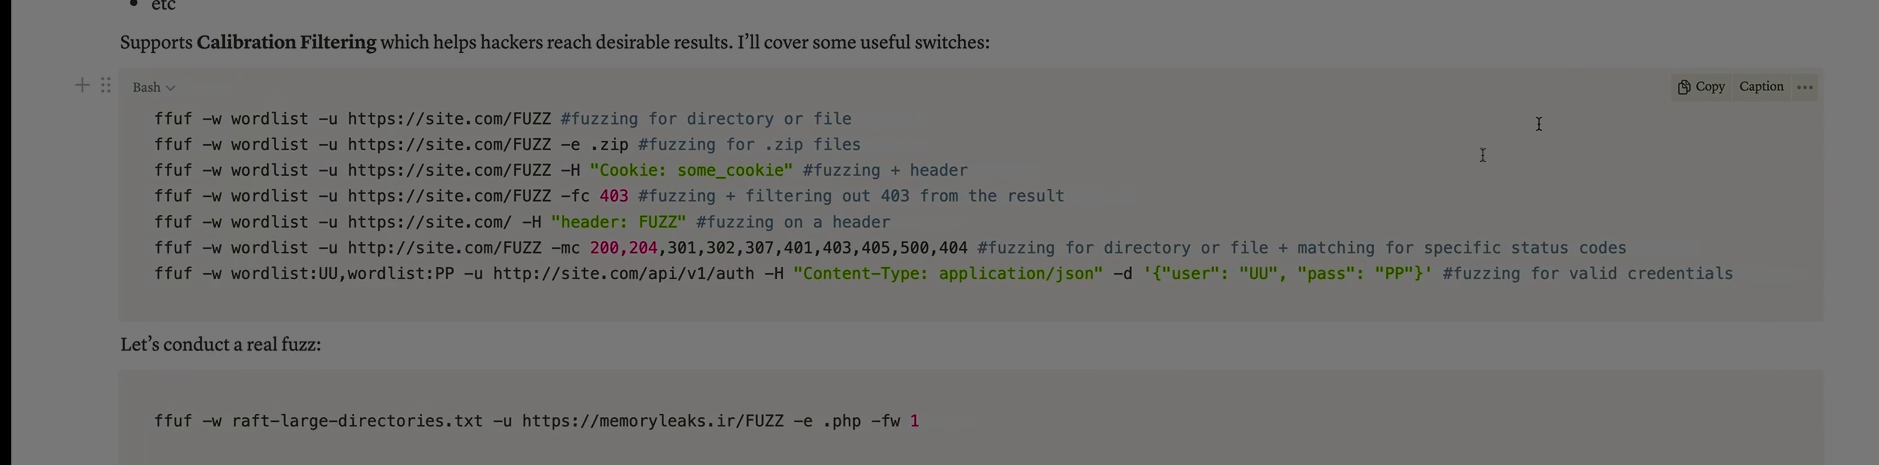 • etc
Supports Calibration Filtering which helps hackers reach desirable results. I'll cover some useful switches:
Bash
Copy Caption
ffuf -w wordlist -u https://site.com/FUZZ #fuzzing for directory or file
ffuf -w wordlist -u https://site.com/FUZZ -e .zip #fuzzing for .zip files
ffuf -w wordlist -u https://site.com/FUZZ -H "Cookie: some_cookie" #fuzzing + header
ffuf -w wordlist -u https://site.com/FUZZ -fc 403 #fuzzing + filtering out 403 from the result
ffuf -w wordlist -u https://site.com/ -H "header: FUZZ" #fuzzing on a header
ffuf -w wordlist -u http://site.com/FUZZ -mc 200,204,301,302,307,401,403,405,500,404 #fuzzing for directory or file + matching for specific status codes
ffuf -w wordlist:UU,wordlist:PP -u http://site.com/api/v1/auth -H "Content-Type: application/json" -d '{"user": "UU", "pass": "PP"}' #fuzzing for valid credentials
Let's conduct a real fuzz:
ffuf -w raft-large-directories.txt -u https://memoryleaks.ir/FUZZ -e .php -fw 1